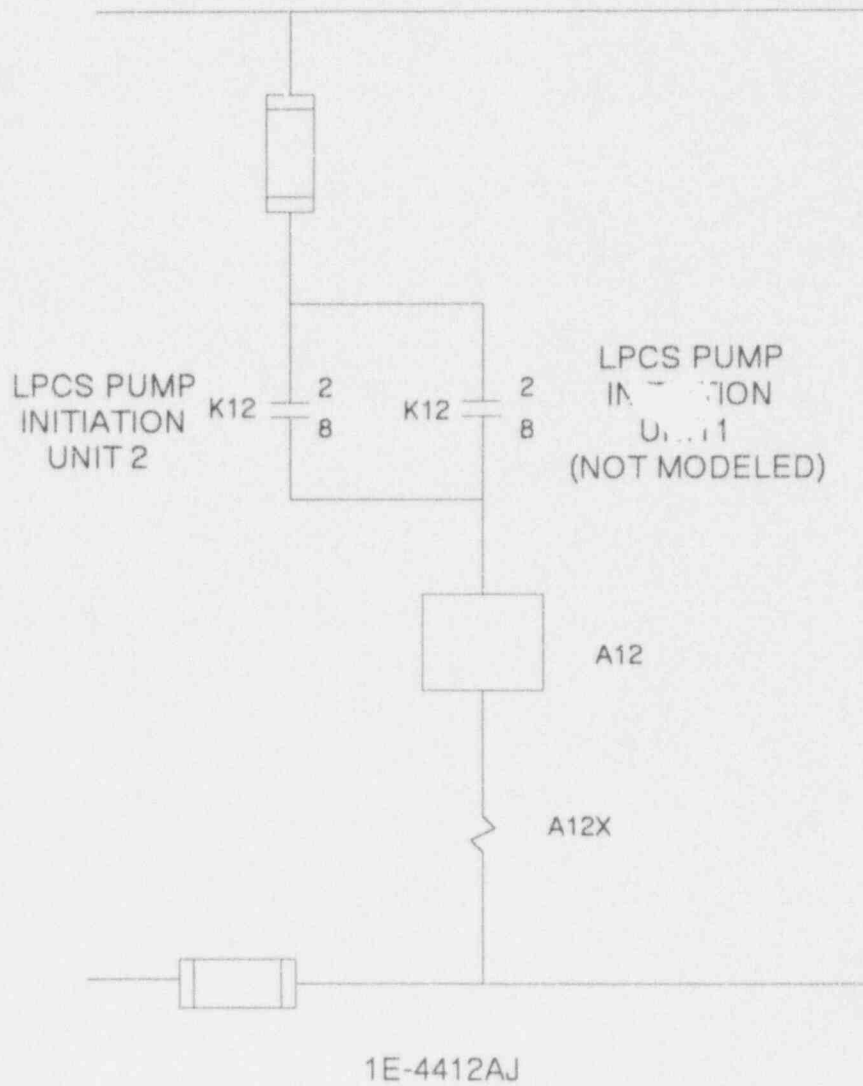 LPCS PUMP
INITIATION
UNIT 2
K12
2
8
K12
2
8
LPCS PUMP
(NOT MODELED)
A12
A12X
1E-4412AJ